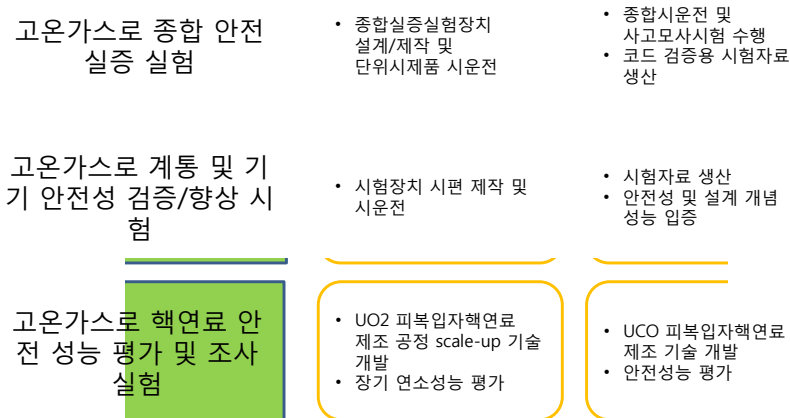 고온가스로 종합 안전
실증 실험
• 종합실증실험장치
설계/제작 및
단위시제품 시운전
• 종합시운전 및
사고모사시험 수행
• 코드 검증용 시험자료
생산
고온가스로 계통 및 기
기 안전성 검증/향상 시
험
• 시험장치 시편 제작 및
시운전
• 시험자료 생산
• 안전성 및 설계 개념
성능 입증
고온가스로 핵연료 안
전 성능 평가 및 조사
실험
• UO2 피복입자핵연료
제조 공정 scale-up 기술
개발
• 장기 연소성능 평가
• UCO 피복입자핵연료
제조 기술 개발
• 안전성능 평가